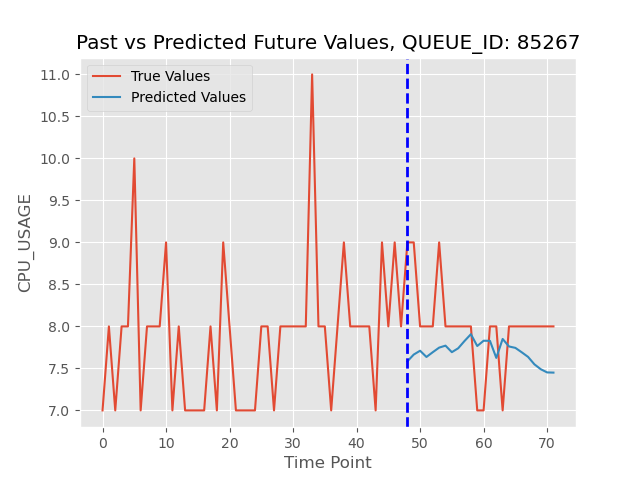 Past vs Predicted Future Values, QUEUE_ID: 85267
True Values
Predicted Values
11.0
10.5
10.0
9.5
9.0
8.5
8.0
7.5
7.0
CPU_USAGE
0 10 20 30 40 50 60 70
Time Point